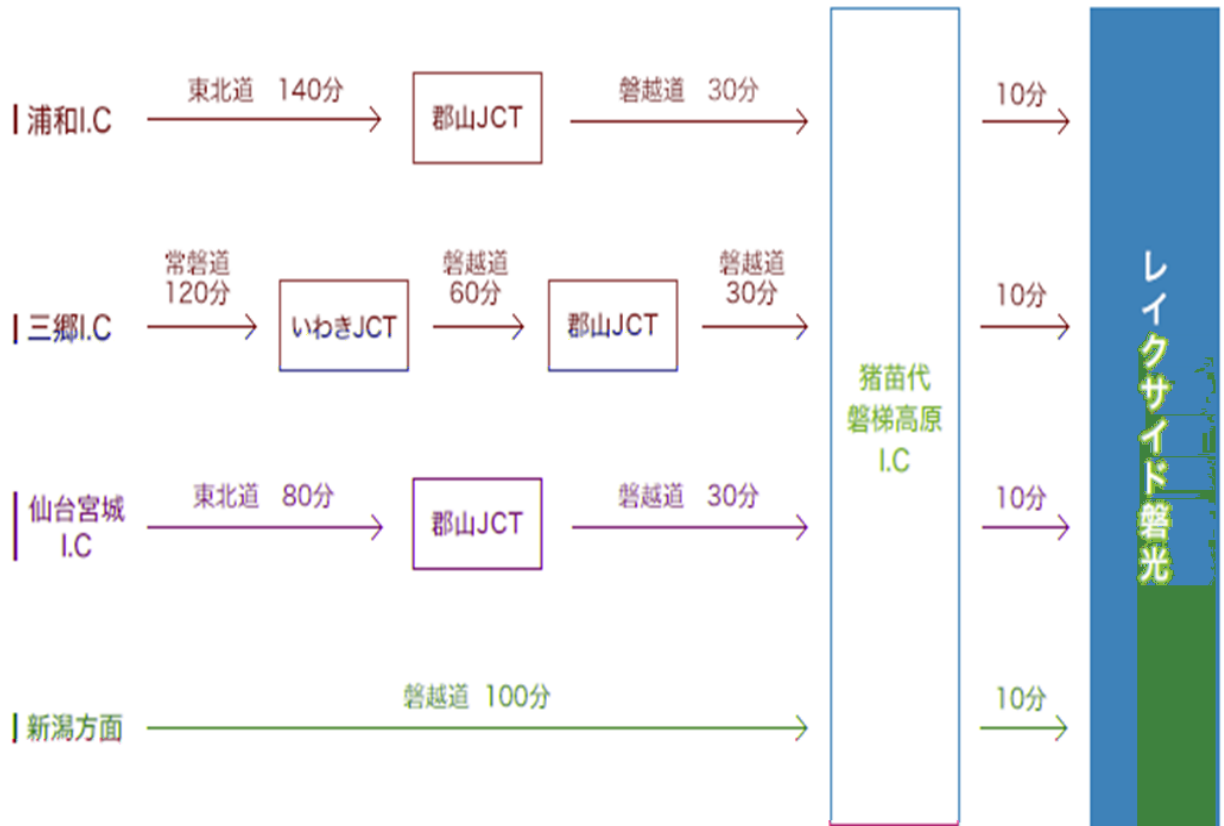 浦和I.C
東北道 140分
郡山JCT
磐越道 30分
10分
三郷I.C
常磐道
120分
いわきJCT
磐越道
60分
郡山JCT
磐越道
30分
10分
仙台宮城
I.C
東北道 80分
郡山JCT
磐越道 30分
10分
新潟方面
磐越道 100分
10分
猪苗代
磐梯高原
I.C
レイクサイド磐光